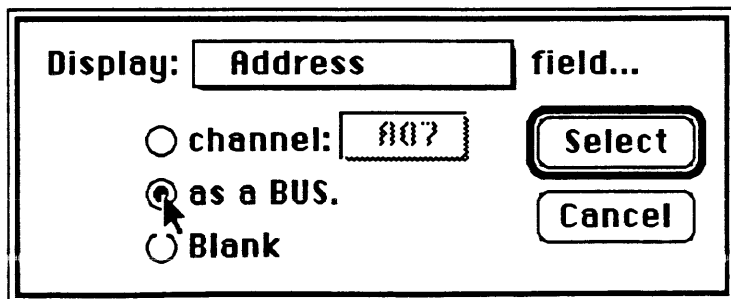 Display: Address field...
channel: A07 Select
as a BUS.
Cancel
Blank